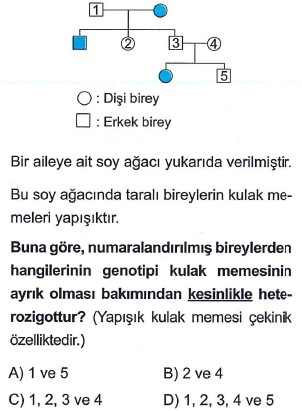 1
2
3
4
5
: Dişi birey
: Erkek birey
Bir aileye ait soy ağacı yukarıda verilmiştir.
Bu soy ağacında taralı bireylerin kulak me-
meleri yapışıktır.
Buna göre, numaralandırılmış bireylerden
hangilerinin genotipi kulak memesinin
ayrık olması bakımından kesinlikle hete-
rozigottur? (Yapışık kulak memesi çekinik
özelliktedir.)
A) 1 ve 5 B) 2 ve 4
C) 1, 2, 3 ve 4 D) 1, 2, 3, 4 ve 5